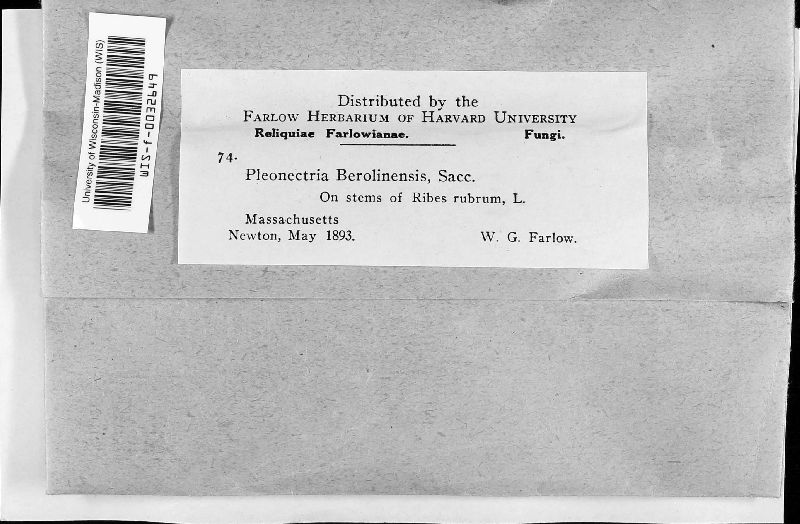 University of Wisconsin-Madison (WIS)
WIS-f-0032549
Distributed by the
FARLOW HERBARIUM OF HARVARD UNIVERSITY
Reliquiae Farlowianae. Fungi.
74.
Pleonectria Berolinensis, Sacc.
On stems of Ribes rubrum, L.
Massachusetts
Newton, May 1893. W. G. Farlow.